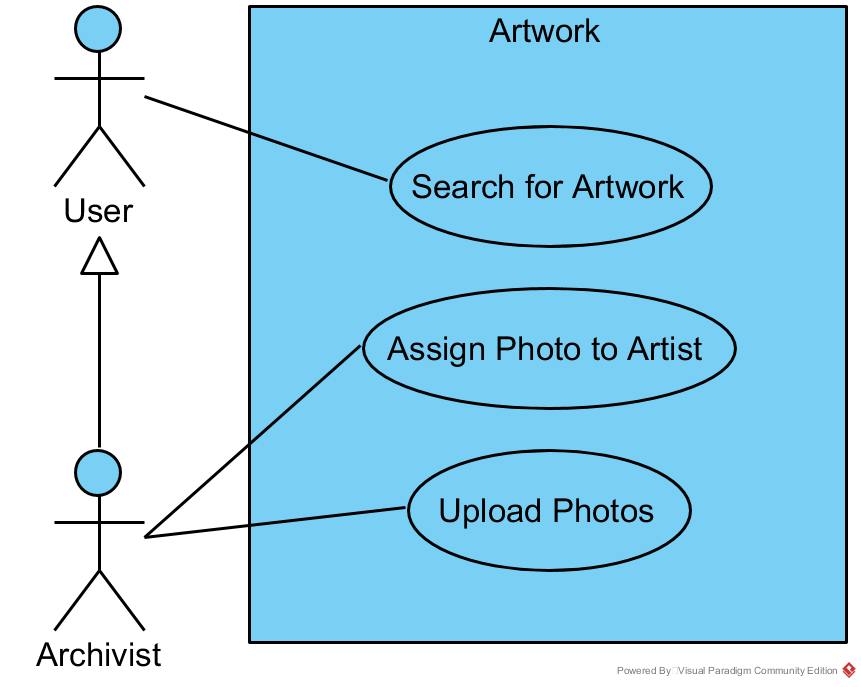 Artwork
Search for Artwork
User
Assign Photo to Artist
Upload Photos
Archivist
Powered By Visual Paradigm Community Edition